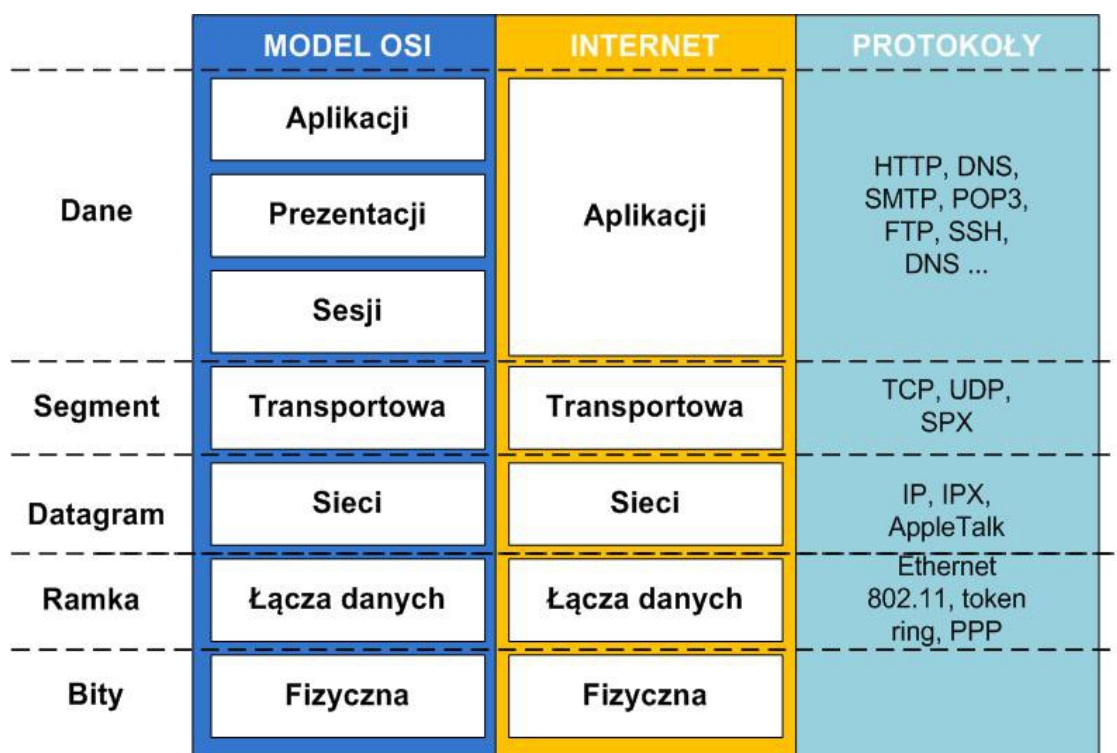 MODEL OSI
INTERNET
PROTOKOŁY
Dane
Aplikacji
Prezentacji
Sesji
Aplikacji
HTTP, DNS,
SMTP, POP3,
FTP, SSH,
DNS ...
Segment
Transportowa
Transportowa
TCP, UDP,
SPX
Datagram
Sieci
Sieci
IP, IPX,
AppleTalk
Ramka
Łącza danych
Łącza danych
Ethernet
802.11, token
ring, PPP
Bity
Fizyczna
Fizyczna